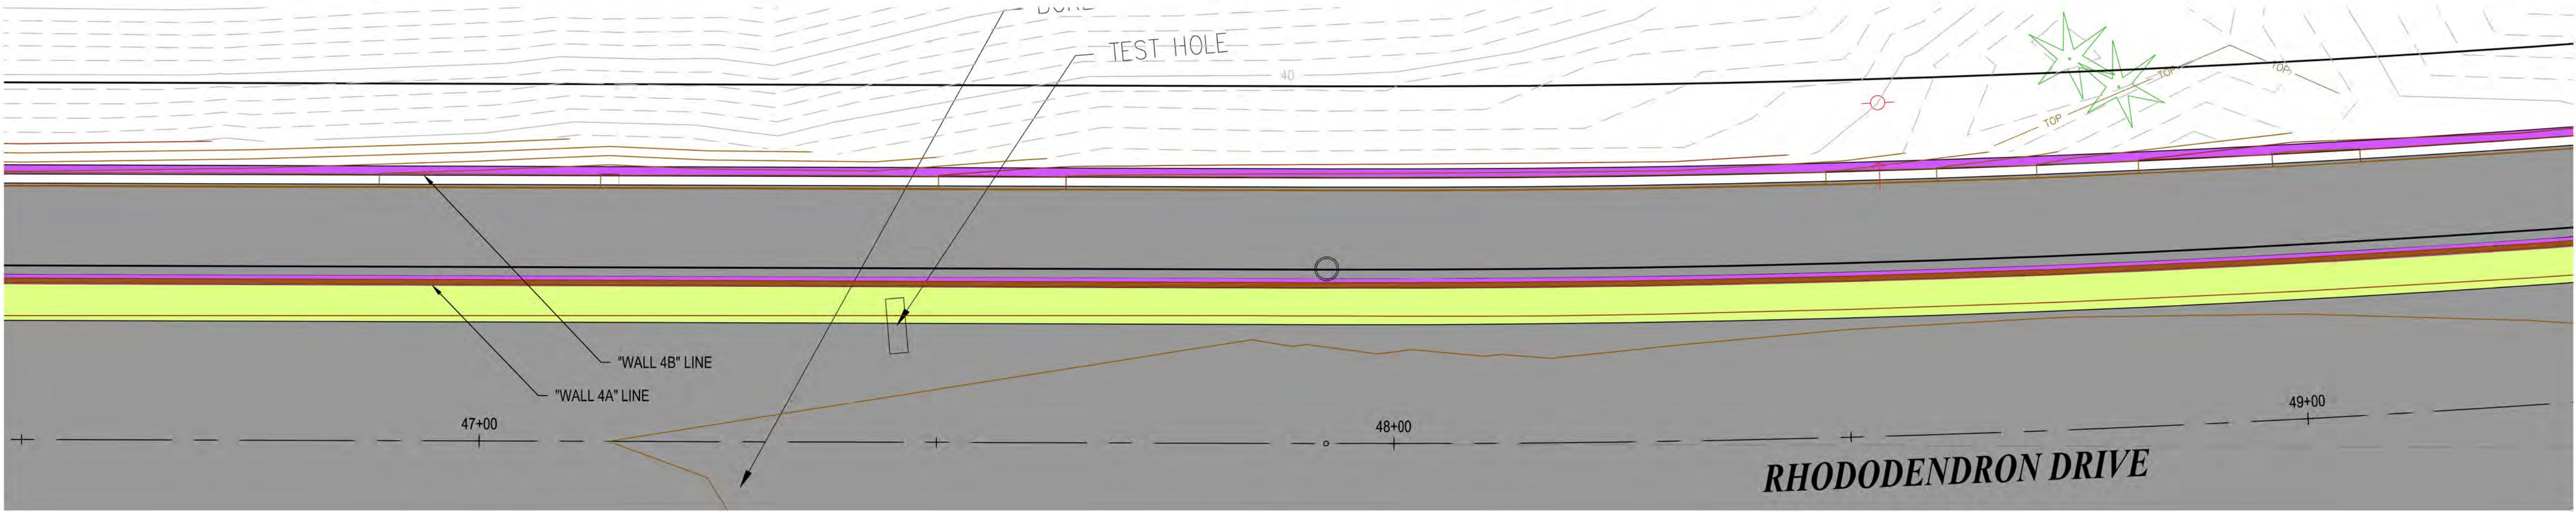 TEST HOLE
40
TOP
TOP
TOP
"WALL 4B" LINE
"WALL 4A" LINE
47+00
48+00
49+00
RHODODENDRON DRIVE